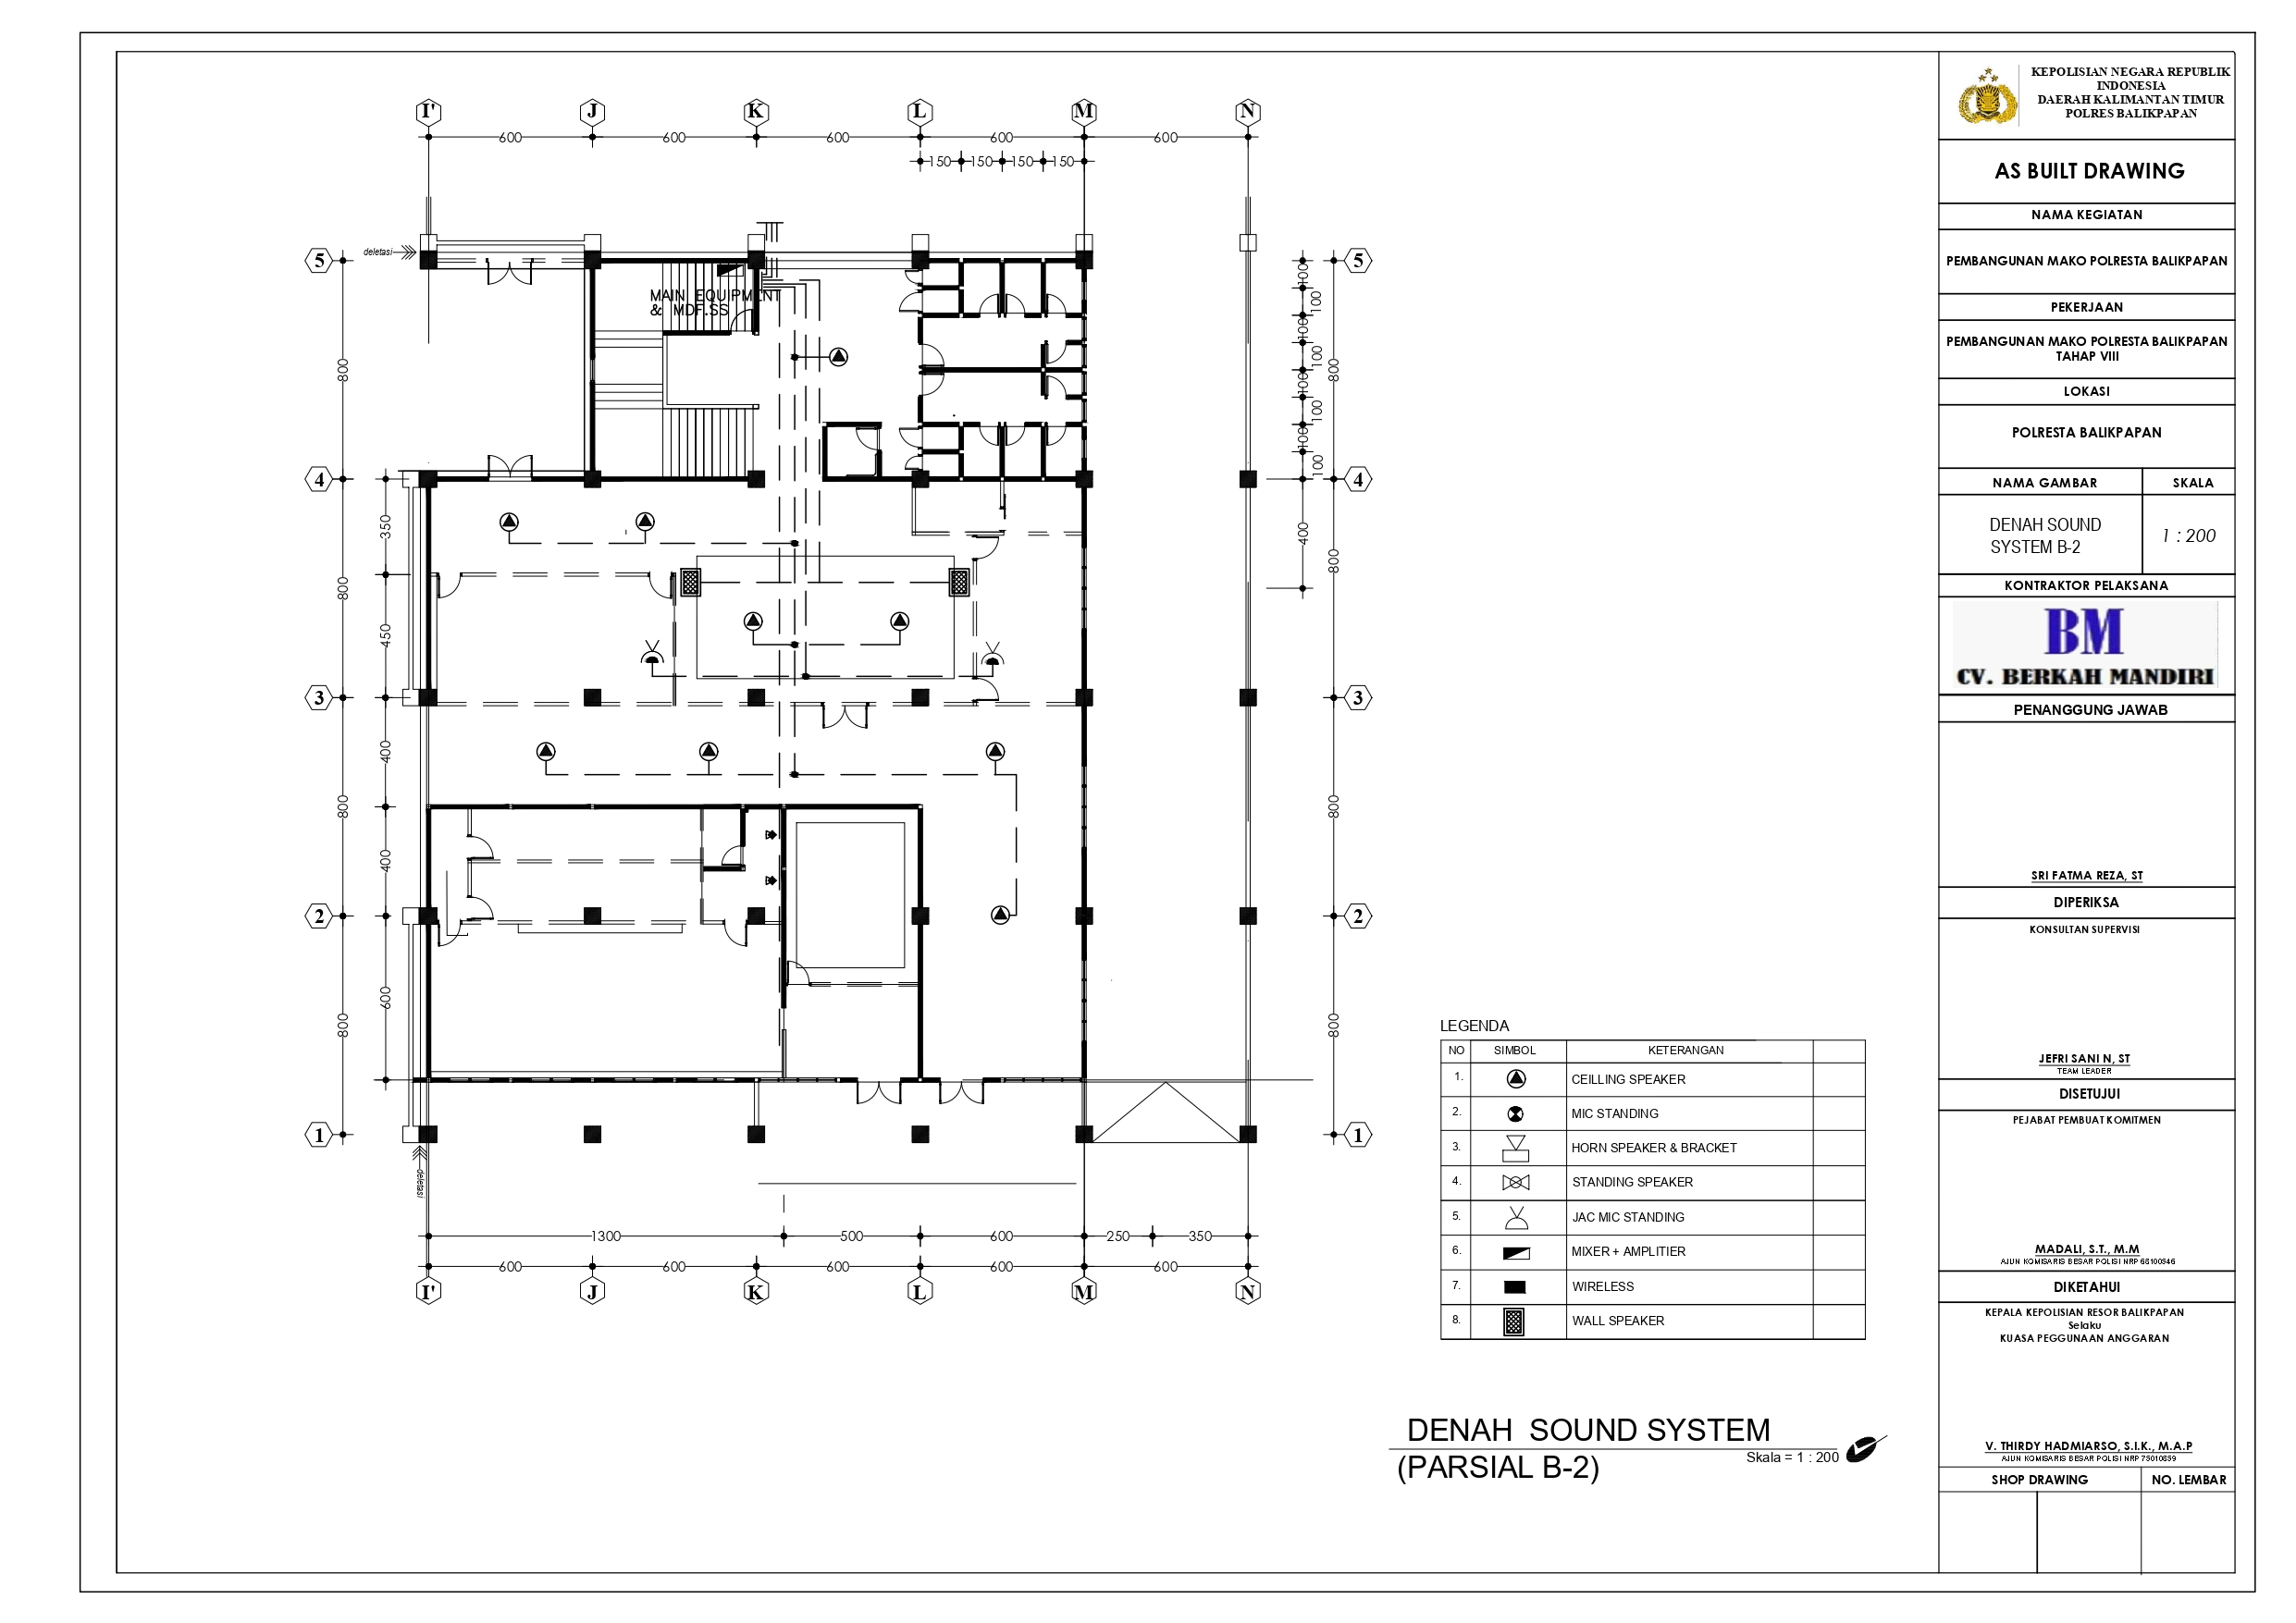 I' J K L M N
600 600 600 600 600
150 150 150 150
5 deletasi 5
MAIN EQUIPMENT
& MDF.SS
100
100
100
100
100
100
100
100
800 800
4 4
350
400
800 800
450
3 3
400
800 800
400
2 2
600
800 800
1 1
deletasi
1300 500 600 250 350
600 600 600 600 600
I' J K L M N
LEGENDA
NO SIMBOL KETERANGAN
1. CEILLING SPEAKER
2. MIC STANDING
3. HORN SPEAKER & BRACKET
4. STANDING SPEAKER
5. JAC MIC STANDING
6. MIXER + AMPLITIER
7. WIRELESS
8. WALL SPEAKER
DENAH SOUND SYSTEM
Skala = 1 : 200
(PARSIAL B-2)
KEPOLISIAN NEGARA REPUBLIK
INDONESIA
DAERAH KALIMANTAN TIMUR
POLRES BALIKPAPAN
AS BUILT DRAWING
NAMA KEGIATAN
PEMBANGUNAN MAKO POLRESTA BALIKPAPAN
PEKERJAAN
PEMBANGUNAN MAKO POLRESTA BALIKPAPAN
TAHAP VIII
LOKASI
POLRESTA BALIKPAPAN
NAMA GAMBAR SKALA
DENAH SOUND
SYSTEM B-2
1 : 200
KONTRAKTOR PELAKSANA
BM
CV. BERKAH MANDIRI
PENANGGUNG JAWAB
SRI FATMA REZA, ST
DIPERIKSA
KONSULTAN SUPERVISI
JEFRI SANI N, ST
TEAM LEADER
DISETUJUI
PEJABAT PEMBUAT KOMITMEN
MADALI, S.T., M.M
AJUN KOMISARIS BESAR POLISI NRP 68100346
DIKETAHUI
KEPALA KEPOLISIAN RESOR BALIKPAPAN
Selaku
KUASA PEGGUNAAN ANGGARAN
V. THIRDY HADMIARSO, S.I.K., M.A.P
AJUN KOMISARIS BESAR POLISI NRP
SHOP DRAWING NO. LEMBAR